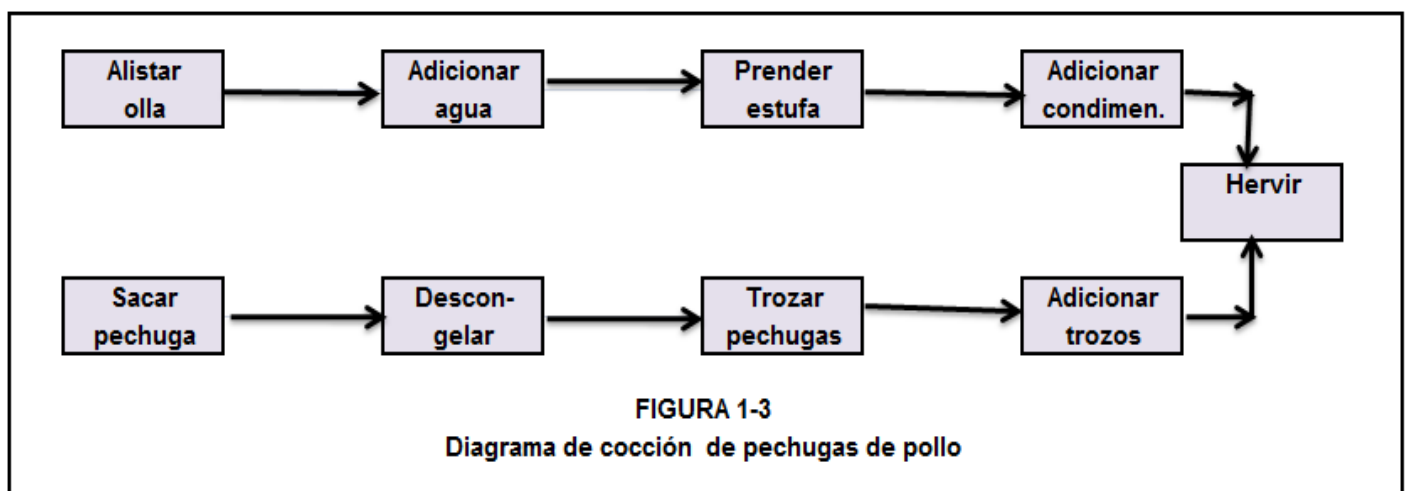 Alistar
olla
Adicionar
agua
Prender
estufa
Adicionar
condimen.
Hervir
Sacar
pechuga
Descon-
gelar
Trozar
pechugas
Adicionar
trozos
FIGURA 1-3
Diagrama de cocción de pechugas de pollo